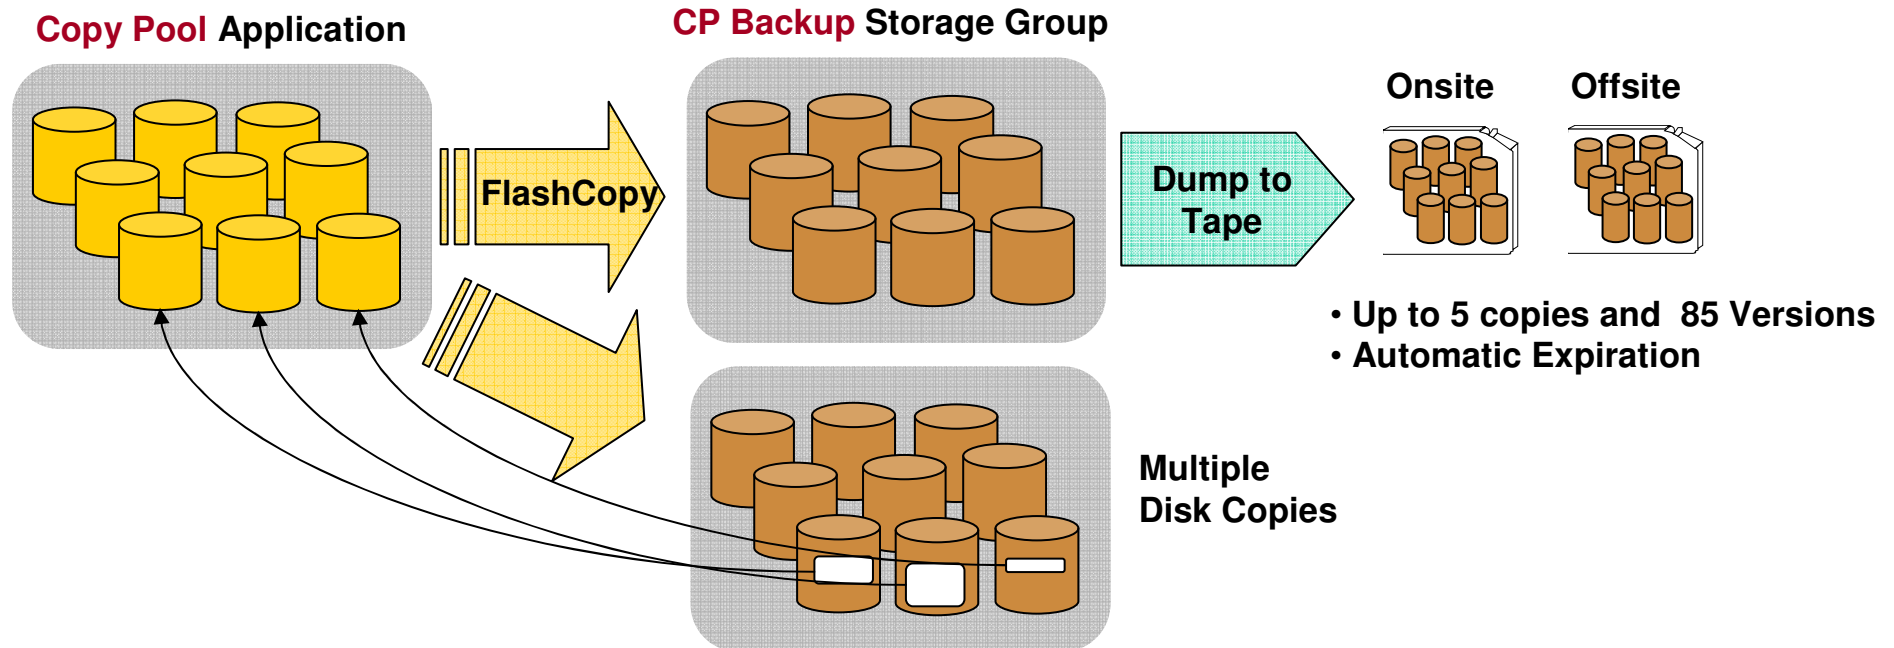 Copy Pool Application
CP Backup Storage Group
Onsite
Offsite
FlashCopy
Dump to
Tape
• Up to 5 copies and  85 Versions
• Automatic Expiration
Multiple
Disk Copies